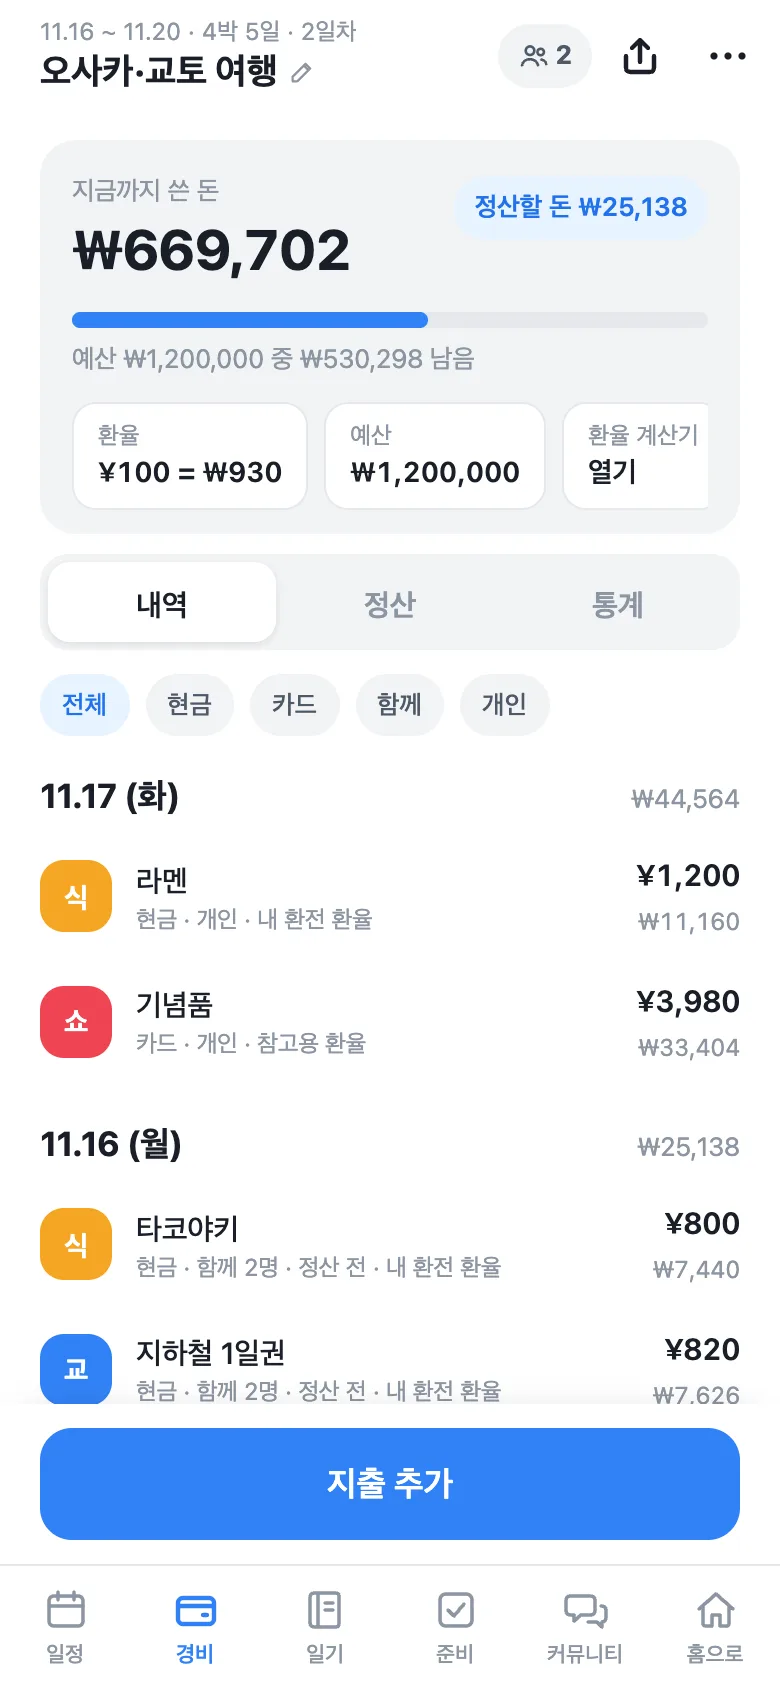 11.16 ~ 11.20 · 4박 5일 · 2일차
오사카·교토 여행
2
지금까지 쓴 돈
정산할 돈 ₩25,138
₩669,702
예산 ₩1,200,000 중 ₩530,298 남음
환율
¥100 = ₩930
예산
₩1,200,000
환율 계산기
열기
내역
정산
통계
전체
현금
카드
함께
개인
11.17 (화)
₩44,564
식
라멘
¥1,200
현금 · 개인 · 내 환전 환율
₩11,160
쇼
기념품
¥3,980
카드 · 개인 · 참고용 환율
₩33,404
11.16 (월)
₩25,138
식
타코야키
¥800
현금 · 함께 2명 · 정산 전 · 내 환전 환율
₩7,440
교
지하철 1일권
¥820
현금 · 함께 2명 · 정산 전 · 내 환전 환율
₩7,626
지출 추가
일정
경비
일기
준비
커뮤니티
홈으로